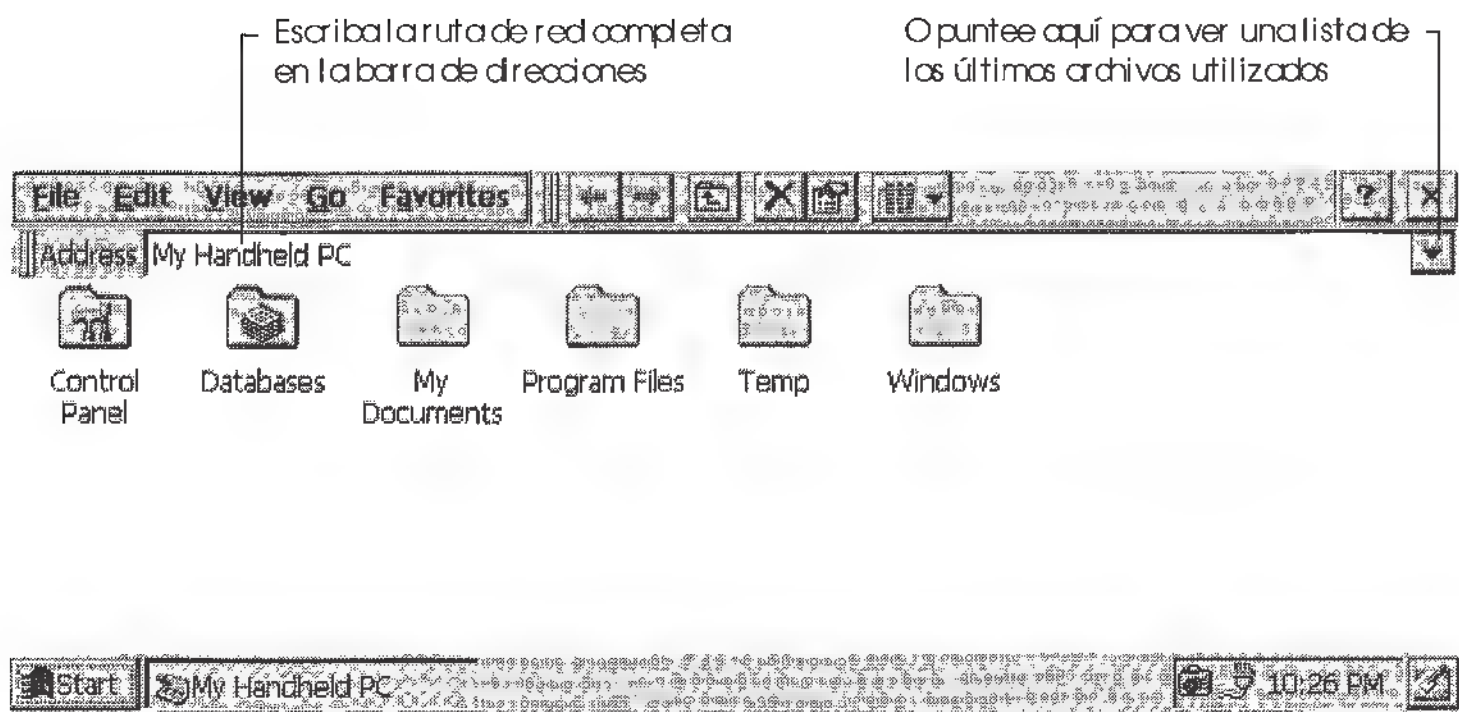 Escriba la ruta de red completa
en la barra de direcciones
O puntee aquí para ver una lista de
los últimos archivos utilizados
File Edit View Go Favorites ? X
Address My Handheld PC
Control Panel
Databases
My Documents
Program Files
Temp
Windows
Start My Handheld PC 10:26 PM